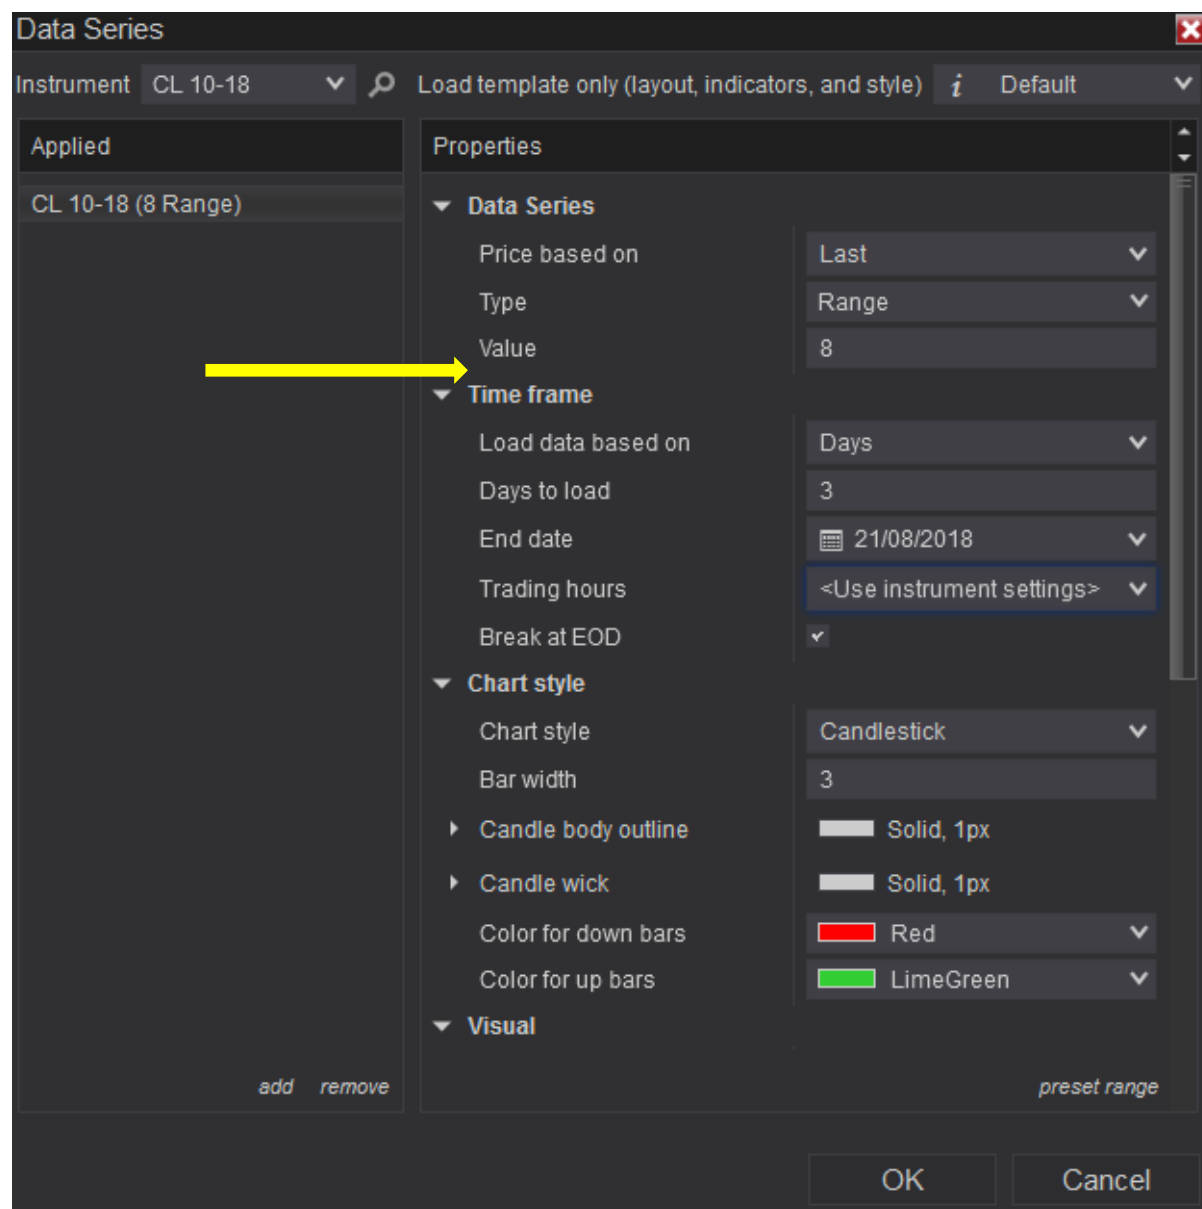 Data Series
Instrument CL 10-18 Load template only (layout, indicators, and style) i Default
Applied
Properties
CL 10-18 (8 Range)
Data Series
Price based on Last
Type Range
Value 8
Time frame
Load data based on Days
Days to load 3
End date 21/08/2018
Trading hours <Use instrument settings>
Break at EOD
Chart style
Chart style Candlestick
Bar width 3
Candle body outline Solid, 1px
Candle wick Solid, 1px
Color for down bars Red
Color for up bars LimeGreen
Visual
add remove
preset range
OK Cancel